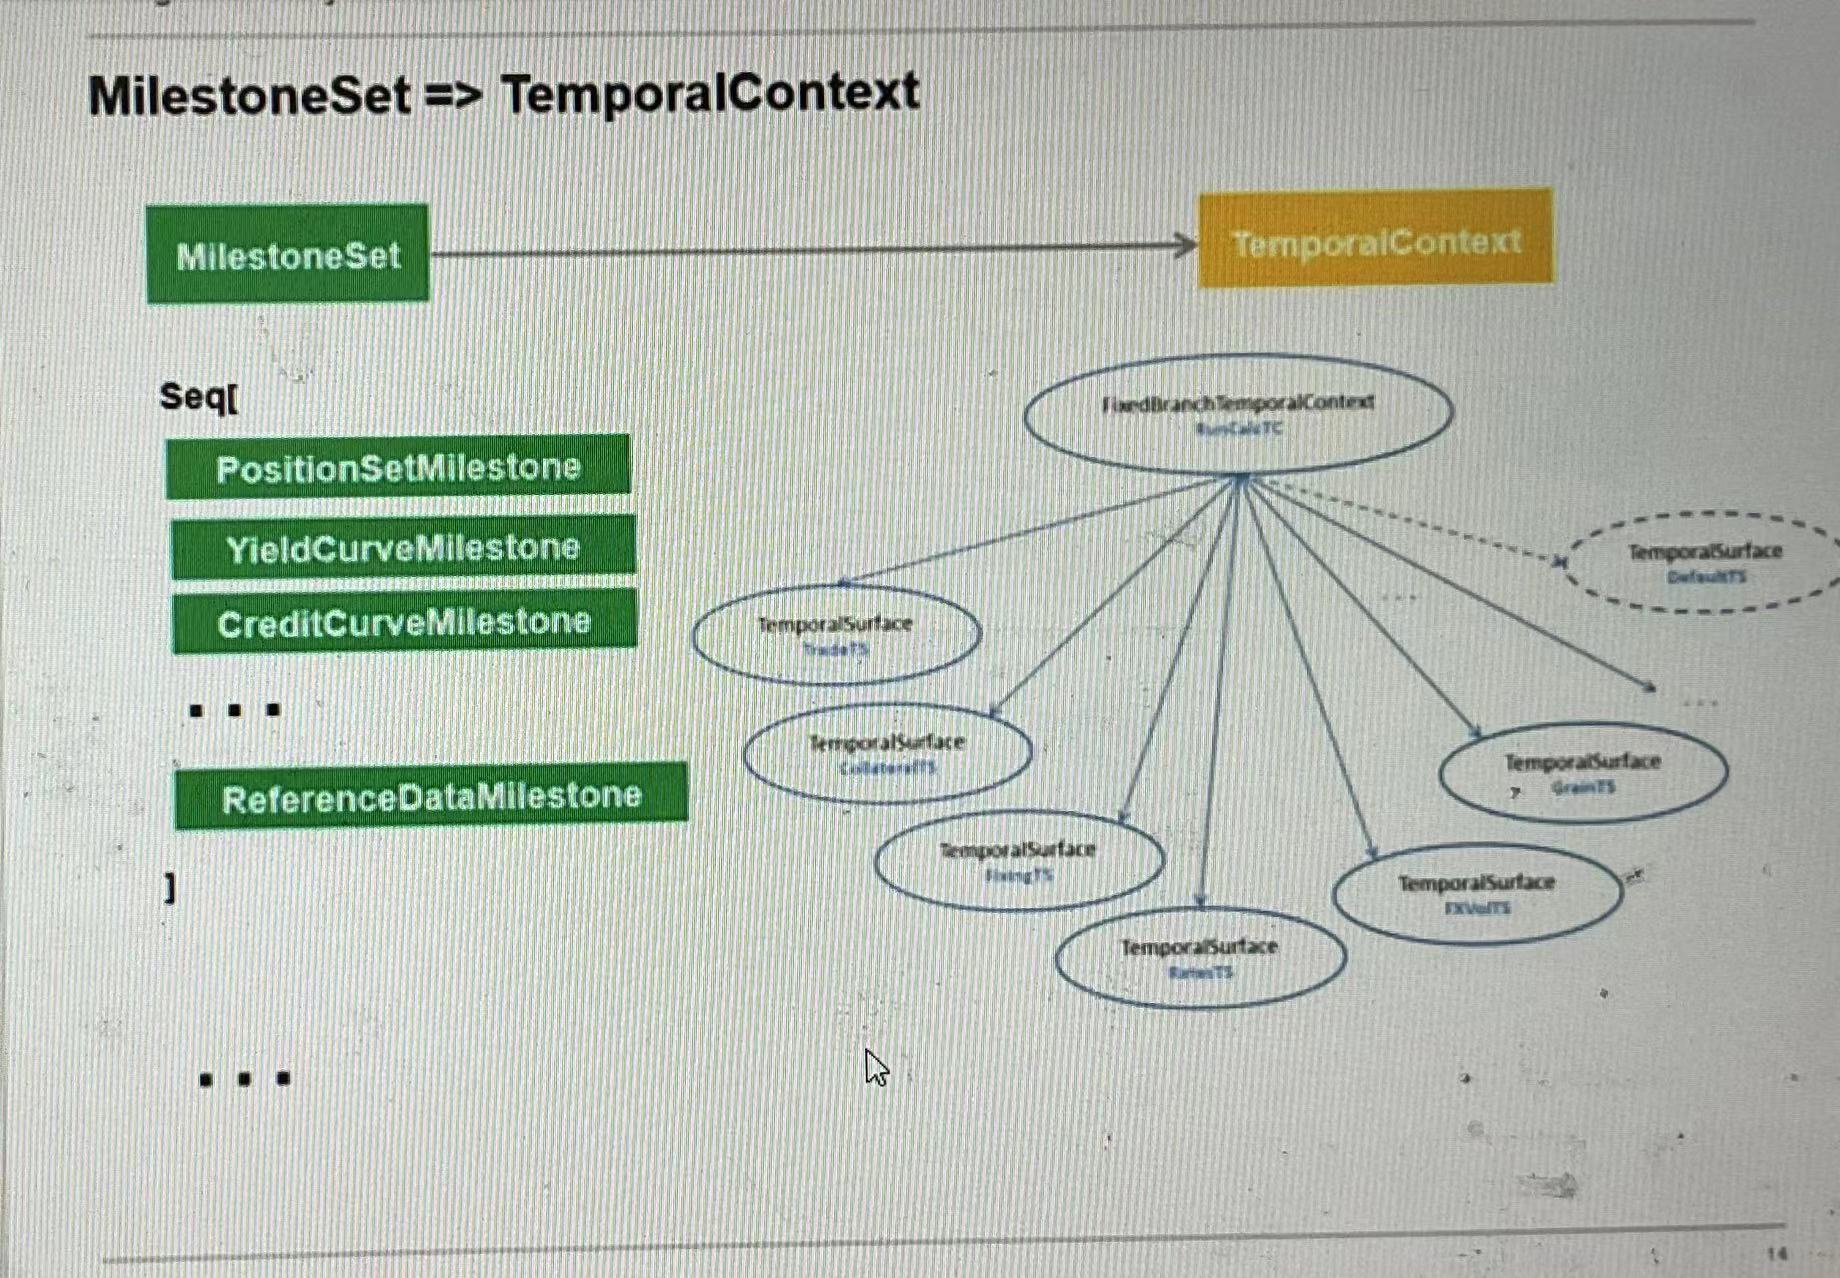 MilestoneSet => TemporalContext
MilestoneSet
TemporalContext
Seq[
PositionSetMilestone
YieldCurveMilestone
CreditCurveMilestone
...
ReferenceDataMilestone
]
...
FixedBranchTemporalContext
RunCalcTC
TemporalSurface
DefaultTS
...
TemporalSurface
TradeTS
...
TemporalSurface
CollateralTS
TemporalSurface
GrainTS
TemporalSurface
FixingTS
TemporalSurface
FXVolTS
TemporalSurface
14